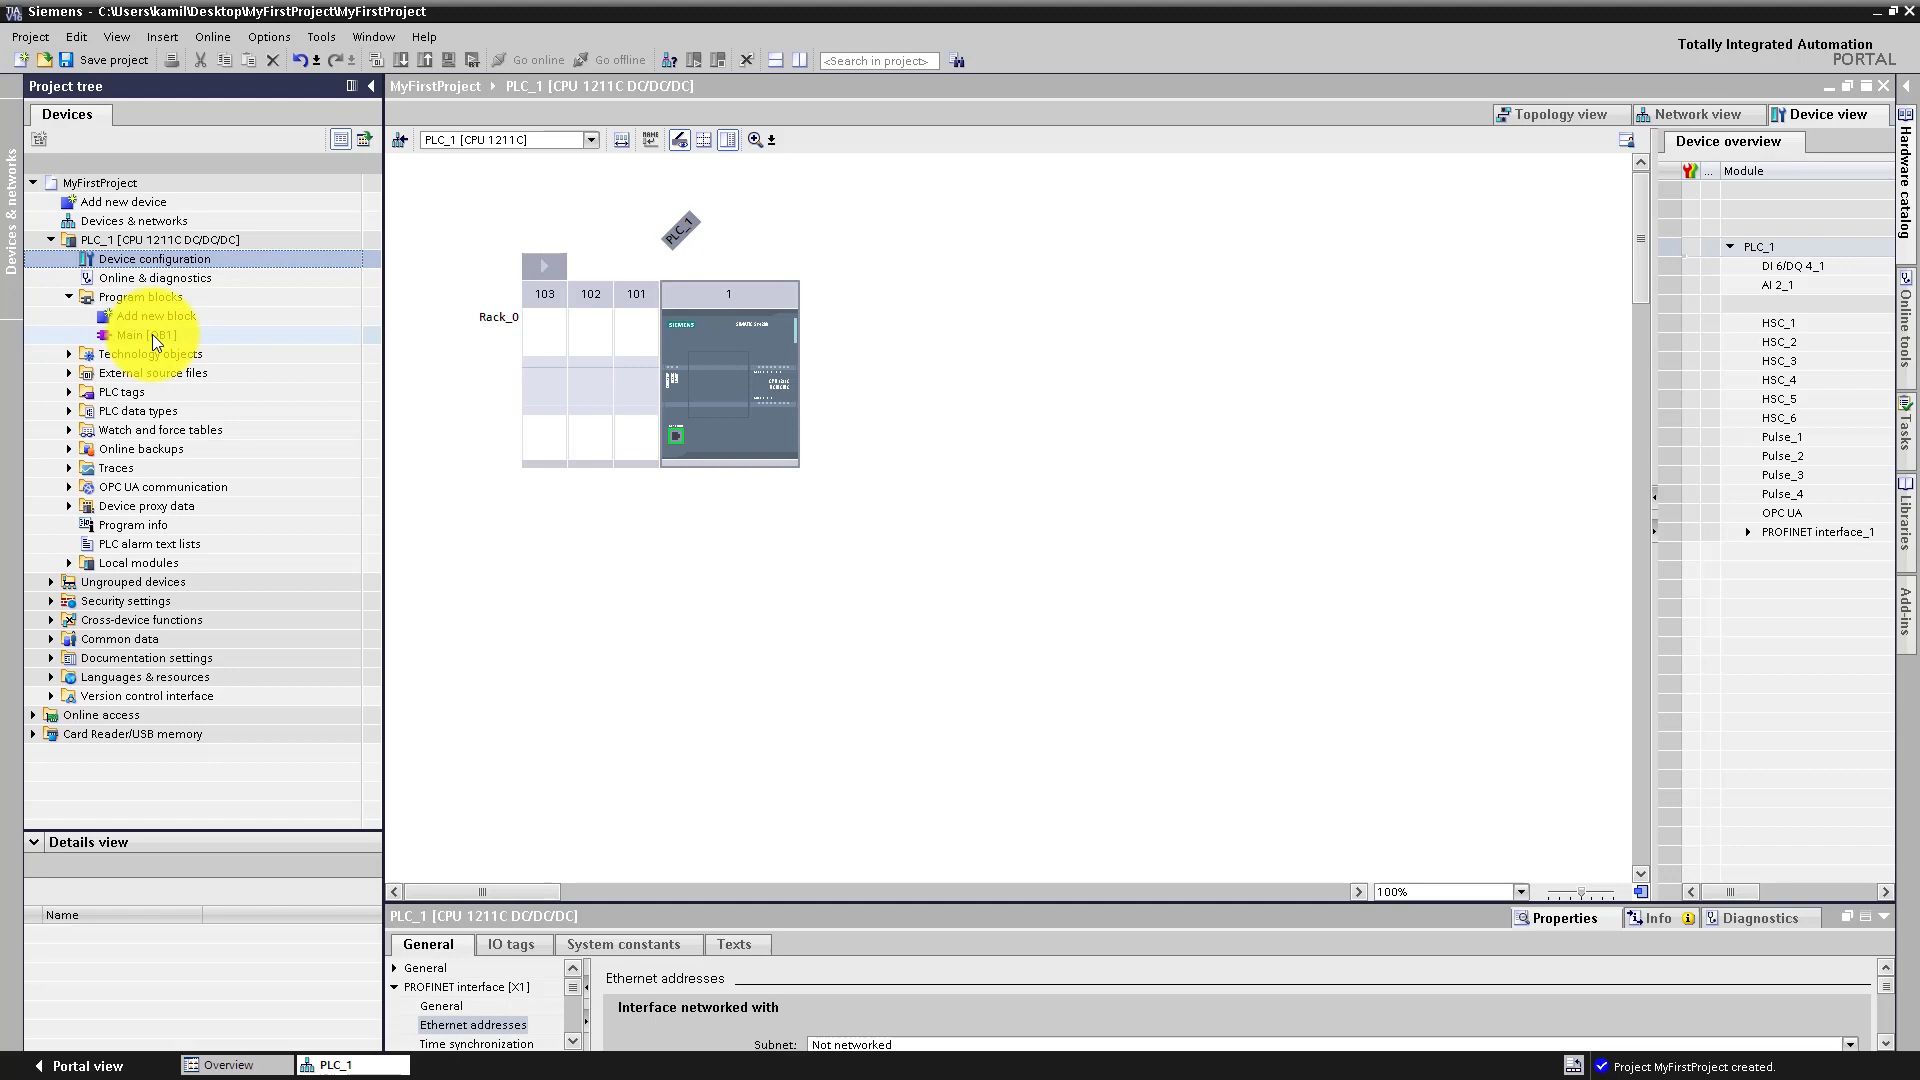 Siemens - C:\Users\kamil\Desktop\MyFirstProject\MyFirstProject
Project Edit View Insert Online Options Tools Window Help
Totally Integrated Automation
PORTAL
Save project
Go online
Go offline
<Search in project>
Project tree
MyFirstProject
PLC_1 [CPU 1211C DC/DC/DC]
Devices
Topology view
Network view
Device view
PLC_1 [CPU 1211C]
Devices & networks
MyFirstProject
Add new device
Devices & networks
PLC_1 [CPU 1211C DC/DC/DC]
Device configuration
Online & diagnostics
Program blocks
Add new block
Main [OB1]
Technology objects
External source files
PLC tags
PLC data types
Watch and force tables
Online backups
Traces
OPC UA communication
Device proxy data
Program info
PLC alarm text lists
Local modules
Ungrouped devices
Security settings
Cross-device functions
Common data
Documentation settings
Languages & resources
Version control interface
Online access
Card Reader/USB memory
Details view
Name
PLC_1
103 102 101 1
Rack_0
SIEMENS
100%
Device overview
... Module
PLC_1
DI 6/DQ 4_1
AI 2_1
HSC_1
HSC_2
HSC_3
HSC_4
HSC_5
HSC_6
Pulse_1
Pulse_2
Pulse_3
Pulse_4
OPC UA
PROFINET interface_1
Hardware catalog
Online tools
Tasks
Libraries
Add-ins
PLC_1 [CPU 1211C DC/DC/DC]
Properties
Info
Diagnostics
General
IO tags
System constants
Texts
General
PROFINET interface [X1]
General
Ethernet addresses
Time synchronization
Ethernet addresses
Interface networked with
Subnet: Not networked
Portal view
Overview
PLC_1
Project MyFirstProject created.